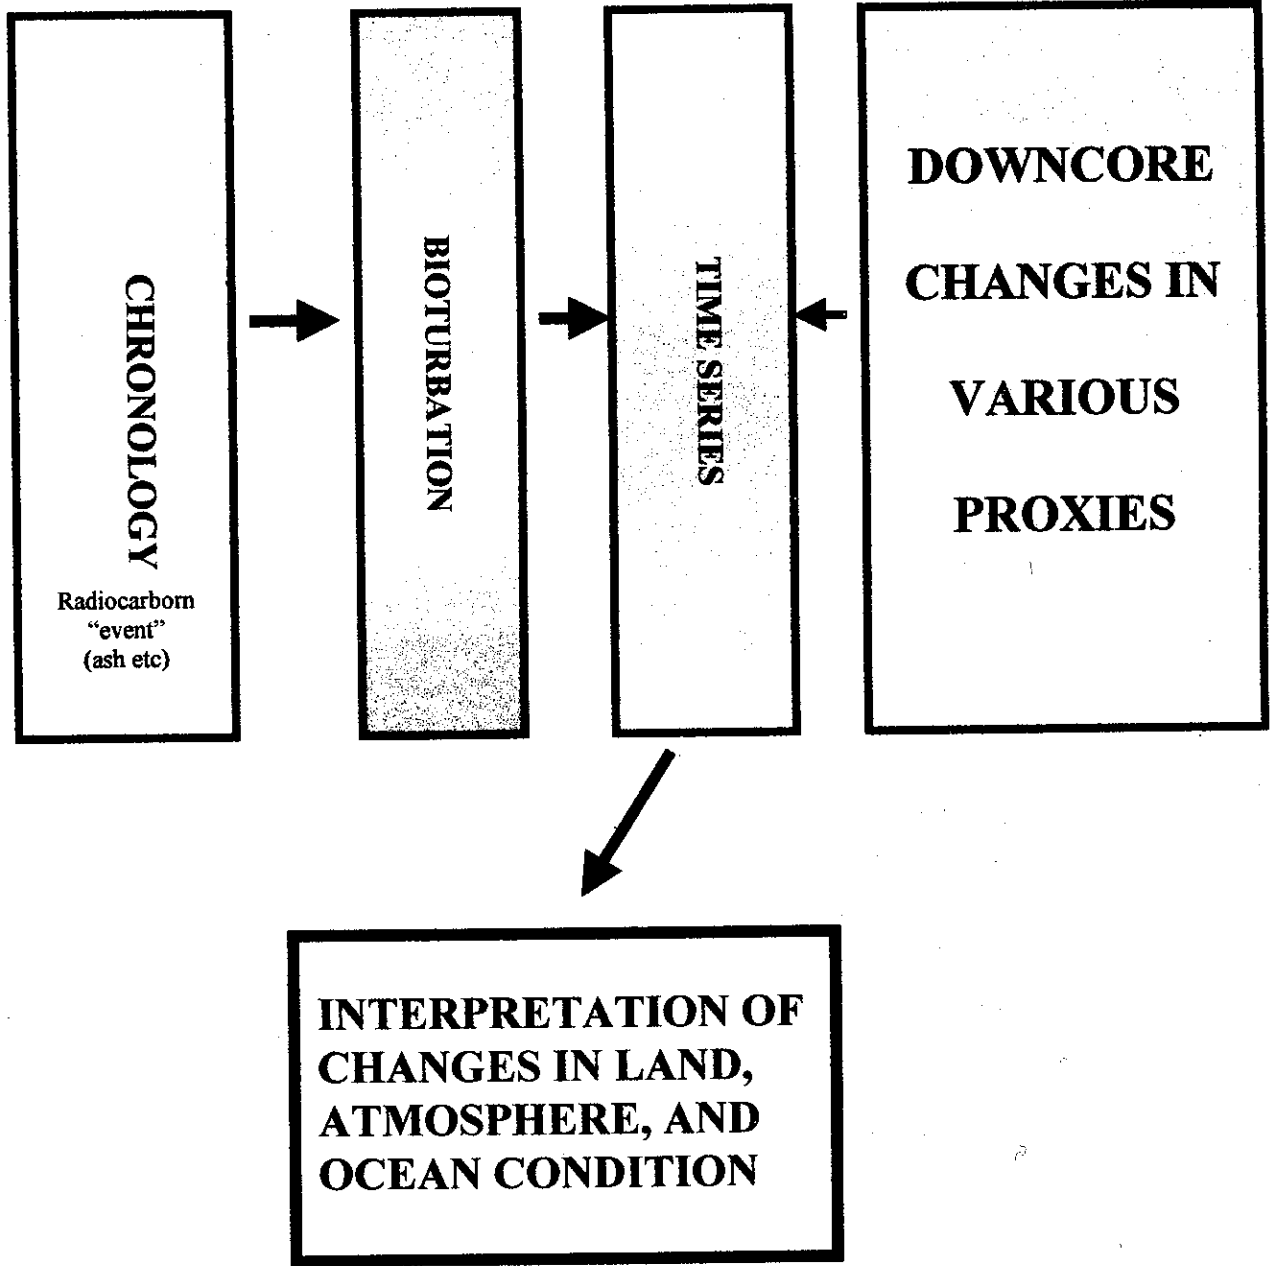 CHRONOLOGY
Radiocarborn
“event”
(ash etc)
BIOTURBATION
TIME SERIES
DOWNCORE
CHANGES IN
VARIOUS
PROXIES
INTERPRETATION OF
CHANGES IN LAND,
ATMOSPHERE, AND
OCEAN CONDITION